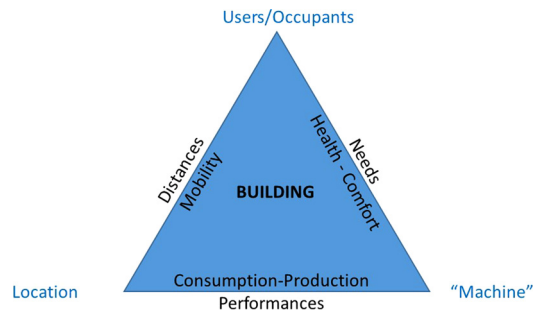 Users/Occupants
Distances
Mobility
Needs
Health - Comfort
BUILDING
Consumption-Production
Location
"Machine"
Performances